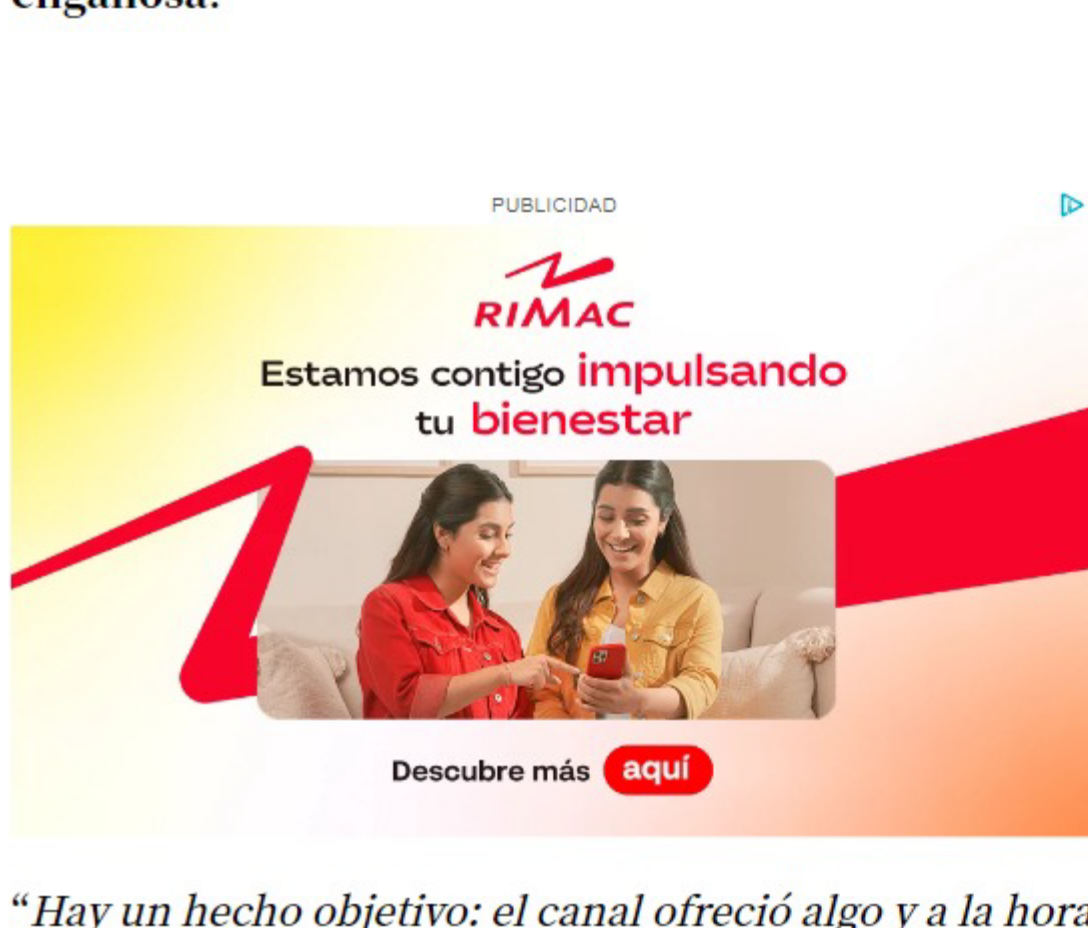 engañosa.
PUBLICIDAD
RIMAC
Estamos contigo impulsando
tu bienestar
Descubre más aquí
“Hay un hecho objetivo: el canal ofreció algo y a la hora